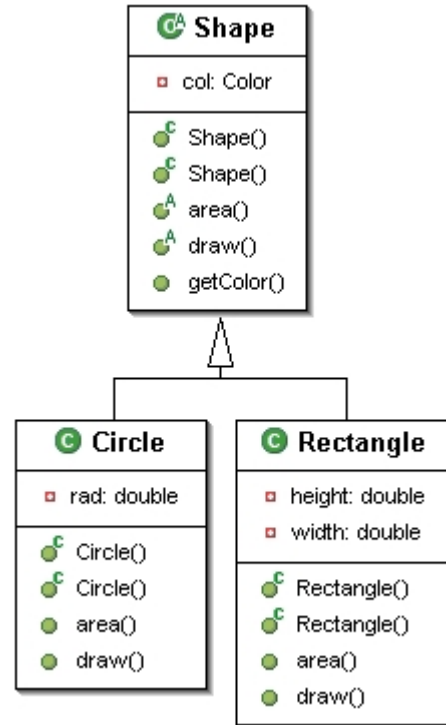 Shape
col: Color
Shape()
Shape()
area()
draw()
getColor()
Circle
rad: double
Circle()
Circle()
area()
draw()
Rectangle
height: double
width: double
Rectangle()
Rectangle()
area()
draw()